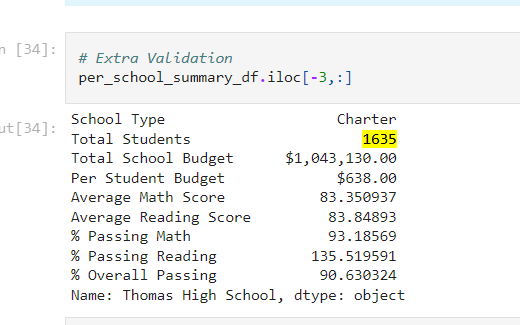 n [34]:
# Extra Validation
per_school_summary_df.iloc[-3,:]
ut[34]:
School Type Charter
Total Students 1635
Total School Budget $1,043,130.00
Per Student Budget $638.00
Average Math Score 83.350937
Average Reading Score 83.84893
% Passing Math 93.18569
% Passing Reading 135.519591
% Overall Passing 90.630324
Name: Thomas High School, dtype: object